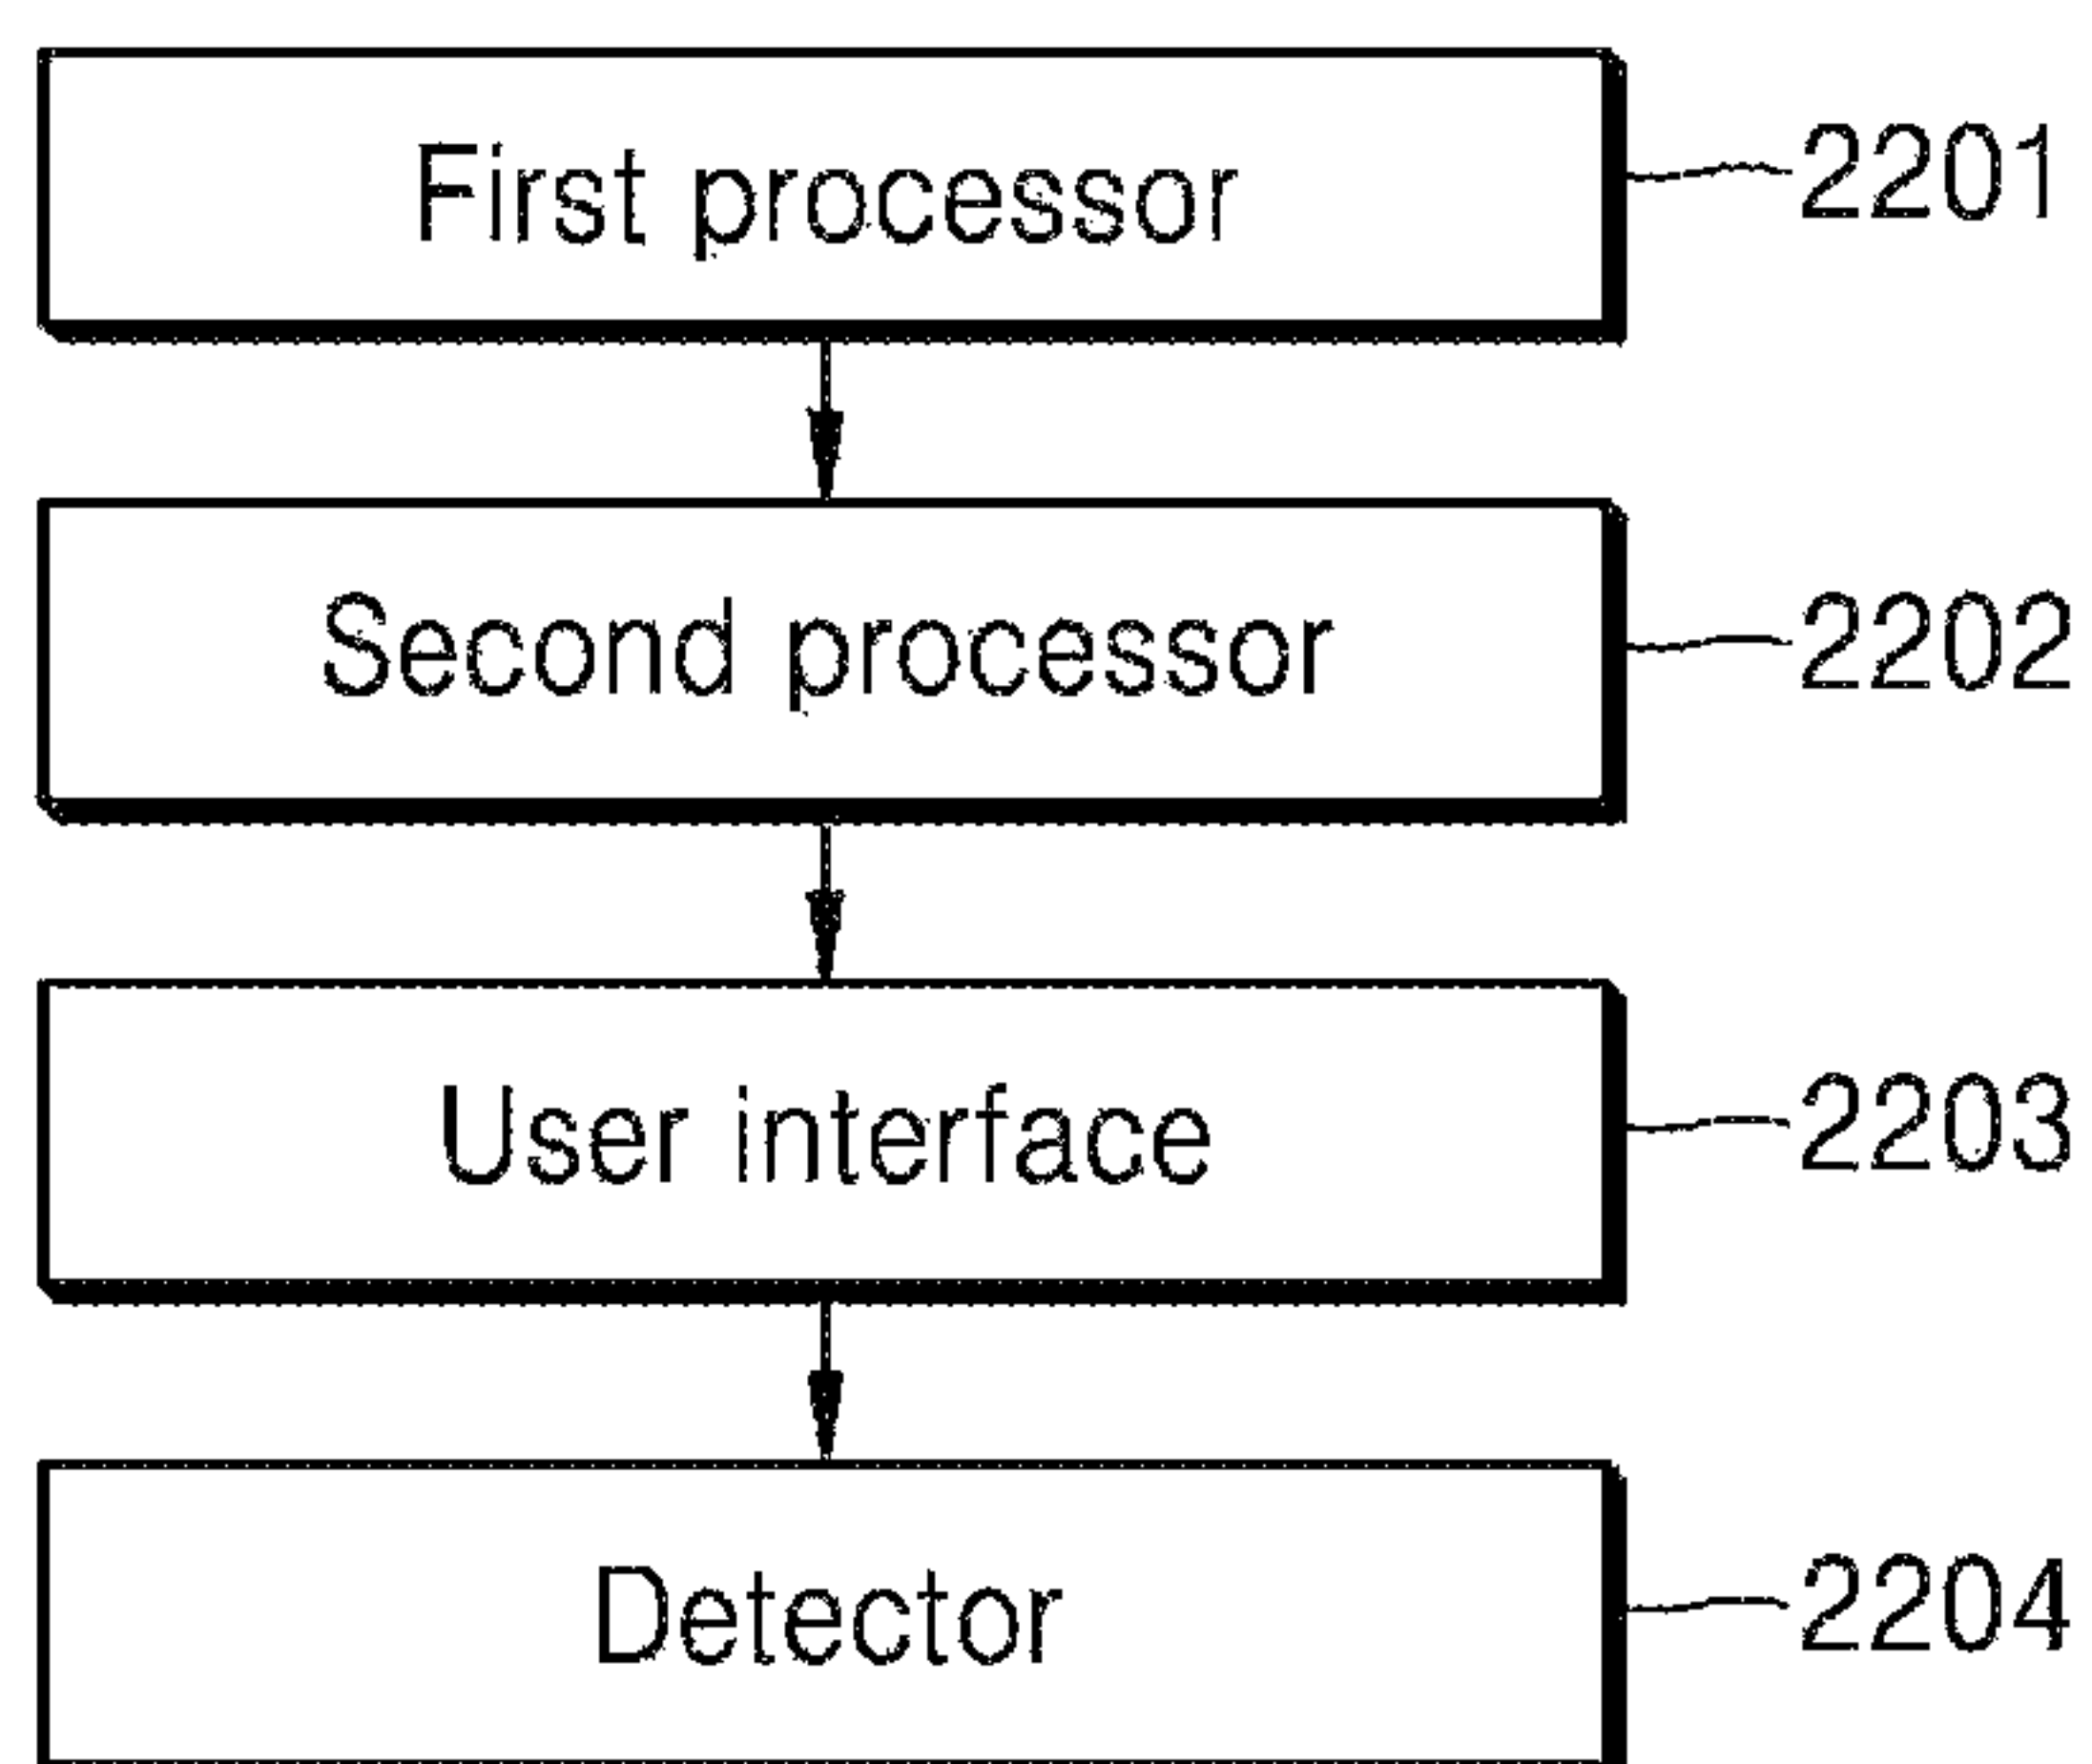 First processor 2201
Second processor 2202
User interface 2203
Detector 2204